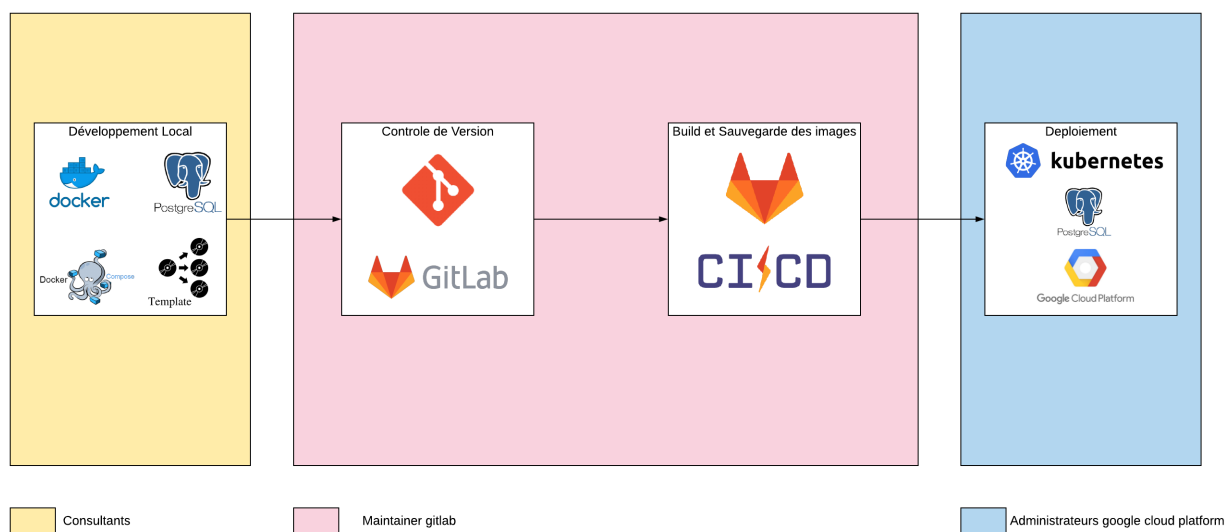 Développement Local
docker
PostgreSQL
Docker
Compose
Template
Controle de Version
GitLab
Build et Sauvegarde des images
CI/CD
Deploiement
kubernetes
PostgreSQL
Google Cloud Platform
Consultants
Maintainer gitlab
Administrateurs google cloud platform